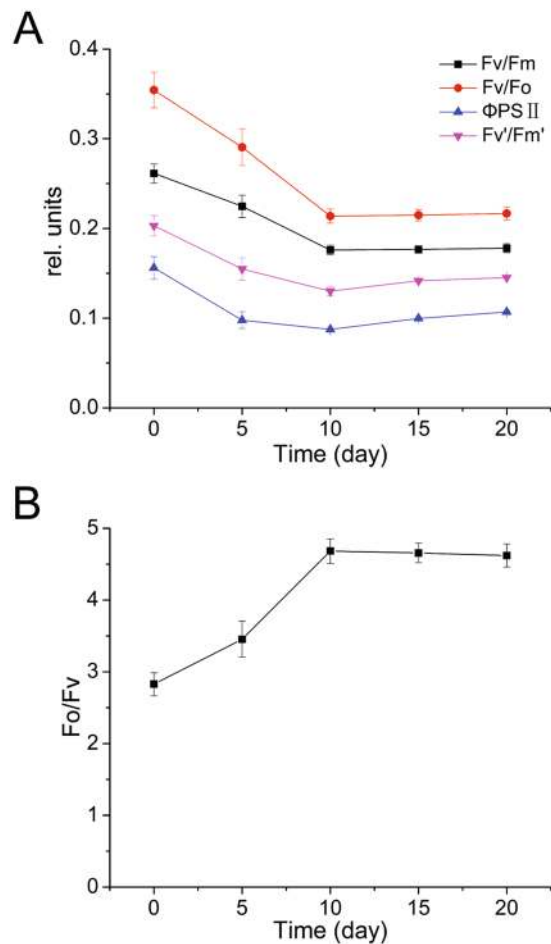 A
0.4
0.3
0.2
0.1
0.0
rel. units
Fv/Fm
Fv/Fo
ΦPSⅡ
Fv'/Fm'
0 5 10 15 20
Time (day)
B
5
4
3
2
1
0
Fo/Fv
0 5 10 15 20
Time (day)